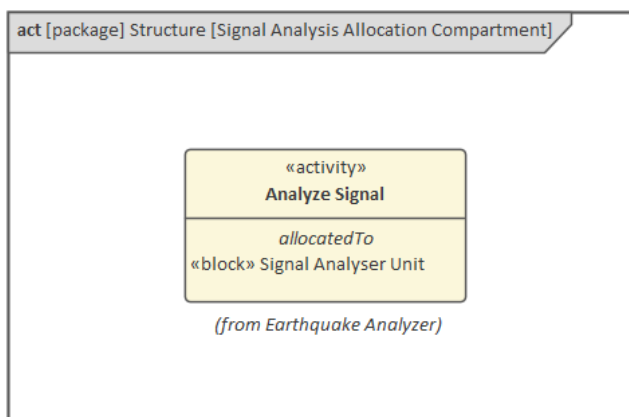 act [package] Structure [Signal Analysis Allocation Compartment]
«activity»
Analyze Signal
allocatedTo
«block» Signal Analyser Unit
(from Earthquake Analyzer)